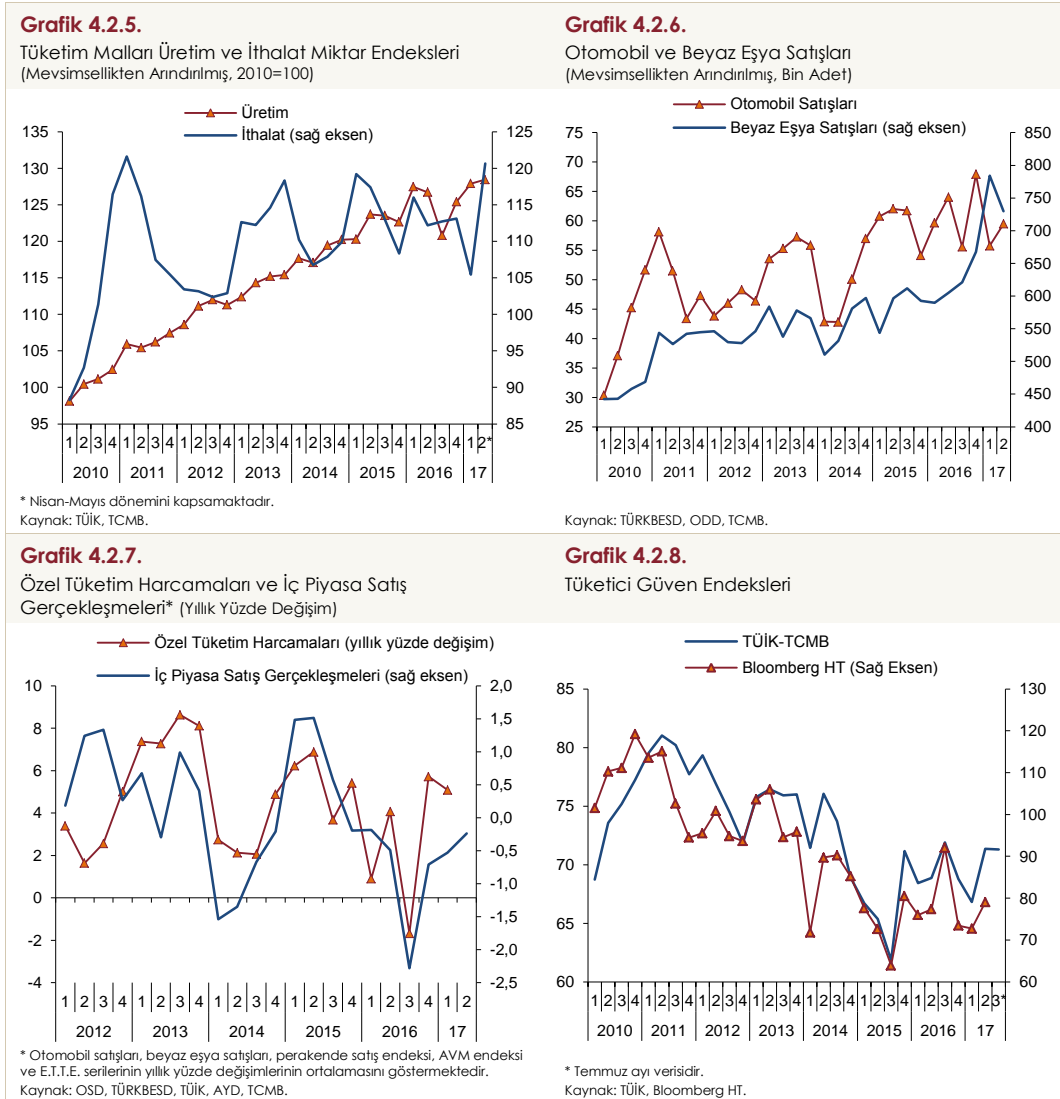 Grafik 4.2.5.
Tüketim Malları Üretim ve İthalat Miktar Endeksleri
(Mevsimsellikten Arındırılmış, 2010=100)
Üretim
İthalat (sağ eksen)
135
130
125
120
115
110
105
100
95
125
120
115
110
105
100
95
90
85
1 2 3 4 1 2 3 4 1 2 3 4 1 2 3 4 1 2 3 4 1 2 3 4 1 2 3 4 1 2*
2010 2011 2012 2013 2014 2015 2016 17
* Nisan-Mayıs dönemini kapsamaktadır.
Kaynak: TÜİK, TCMB.
Grafik 4.2.6.
Otomobil ve Beyaz Eşya Satışları
(Mevsimsellikten Arındırılmış, Bin Adet)
Otomobil Satışları
Beyaz Eşya Satışları (sağ eksen)
75
70
65
60
55
50
45
40
35
30
25
850
800
750
700
650
600
550
500
450
400
1 2 3 4 1 2 3 4 1 2 3 4 1 2 3 4 1 2 3 4 1 2 3 4 1 2 3 4 1 2
2010 2011 2012 2013 2014 2015 2016 17
Kaynak: TÜRKBESD, ODD, TCMB.
Grafik 4.2.7.
Özel Tüketim Harcamaları ve İç Piyasa Satış
Gerçekleşmeleri* (Yıllık Yüzde Değişim)
Özel Tüketim Harcamaları (yıllık yüzde değişim)
İç Piyasa Satış Gerçekleşmeleri (sağ eksen)
10
8
6
4
2
0
-2
-4
2,0
1,5
1,0
0,5
0,0
-0,5
-1,0
-1,5
-2,0
-2,5
1 2 3 4 1 2 3 4 1 2 3 4 1 2 3 4 1 2 3 4 1 2
2012 2013 2014 2015 2016 17
* Otomobil satışları, beyaz eşya satışları, perakende satış endeksi, AVM endeksi
ve E.T.T.E. serilerinin yıllık yüzde değişimlerinin ortalamasını göstermektedir.
Kaynak: OSD, TÜRKBESD, TÜİK, AYD, TCMB.
Grafik 4.2.8.
Tüketici Güven Endeksleri
TÜİK-TCMB
Bloomberg HT (Sağ Eksen)
85
80
75
70
65
60
130
120
110
100
90
80
70
60
1 2 3 4 1 2 3 4 1 2 3 4 1 2 3 4 1 2 3 4 1 2 3 4 1 2 3 4 1 2 3*
2010 2011 2012 2013 2014 2015 2016 17
* Temmuz ayı verisidir.
Kaynak: TÜİK, Bloomberg HT.